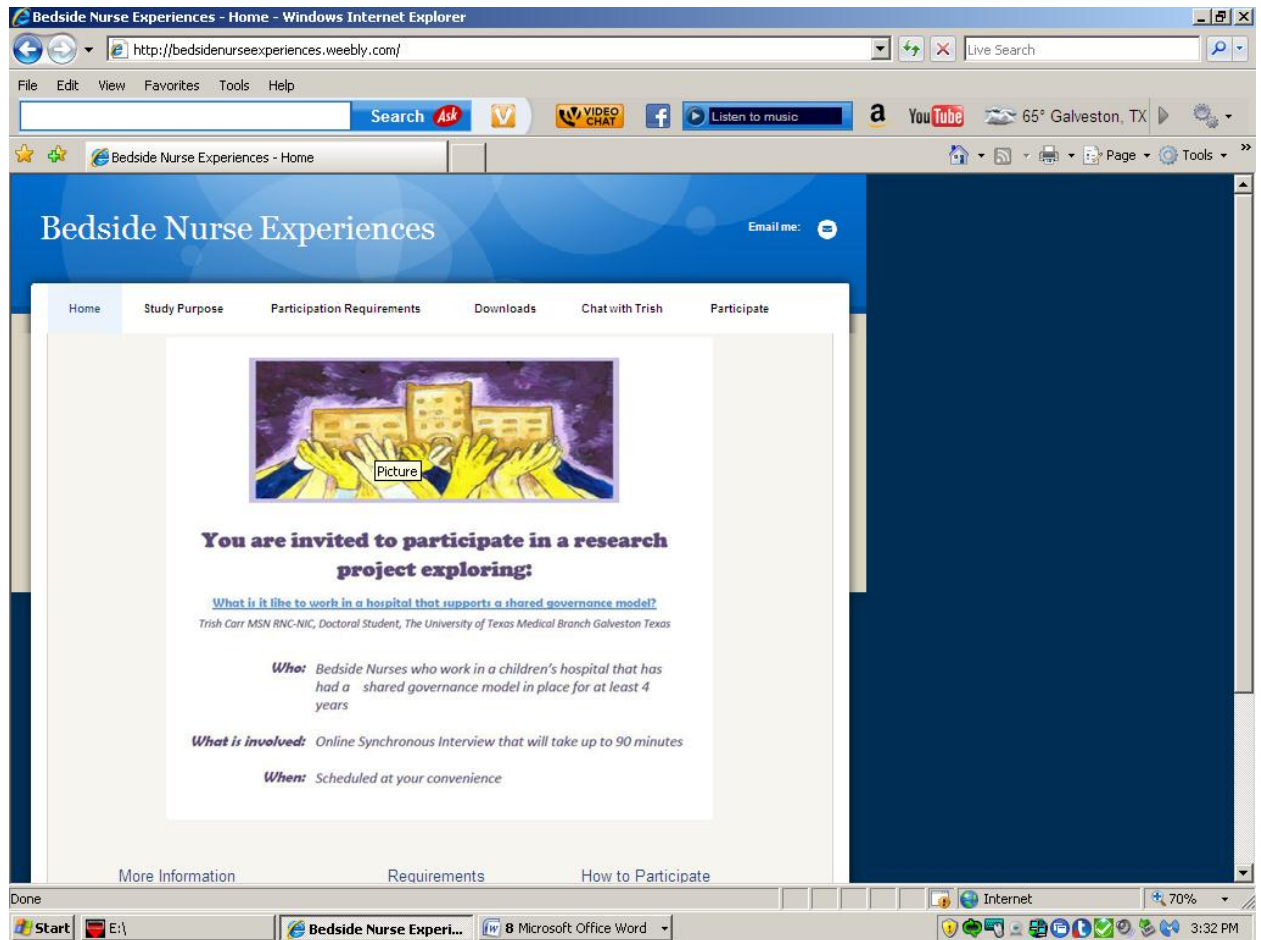 Bedside Nurse Experiences - Home - Windows Internet Explorer
http://bedsidenurseexperiences.weebly.com/
Live Search
File Edit View Favorites Tools Help
Search Ask VIDEO CHAT Listen to music a YouTube 65° Galveston, TX
Bedside Nurse Experiences - Home
Page Tools
Bedside Nurse Experiences
Email me:
Home Study Purpose Participation Requirements Downloads Chat with Trish Participate
Picture
You are invited to participate in a research
project exploring:
What is it like to work in a hospital that supports a shared governance model?
Trish Carr MSN RNC-NIC, Doctoral Student, The University of Texas Medical Branch Galveston Texas
Who: Bedside Nurses who work in a children's hospital that has
had a shared governance model in place for at least 4
years
What is involved: Online Synchronous Interview that will take up to 90 minutes
When: Scheduled at your convenience
More Information Requirements How to Participate
Done Internet 70%
Start E:\ Bedside Nurse Experi... 8 Microsoft Office Word 3:32 PM